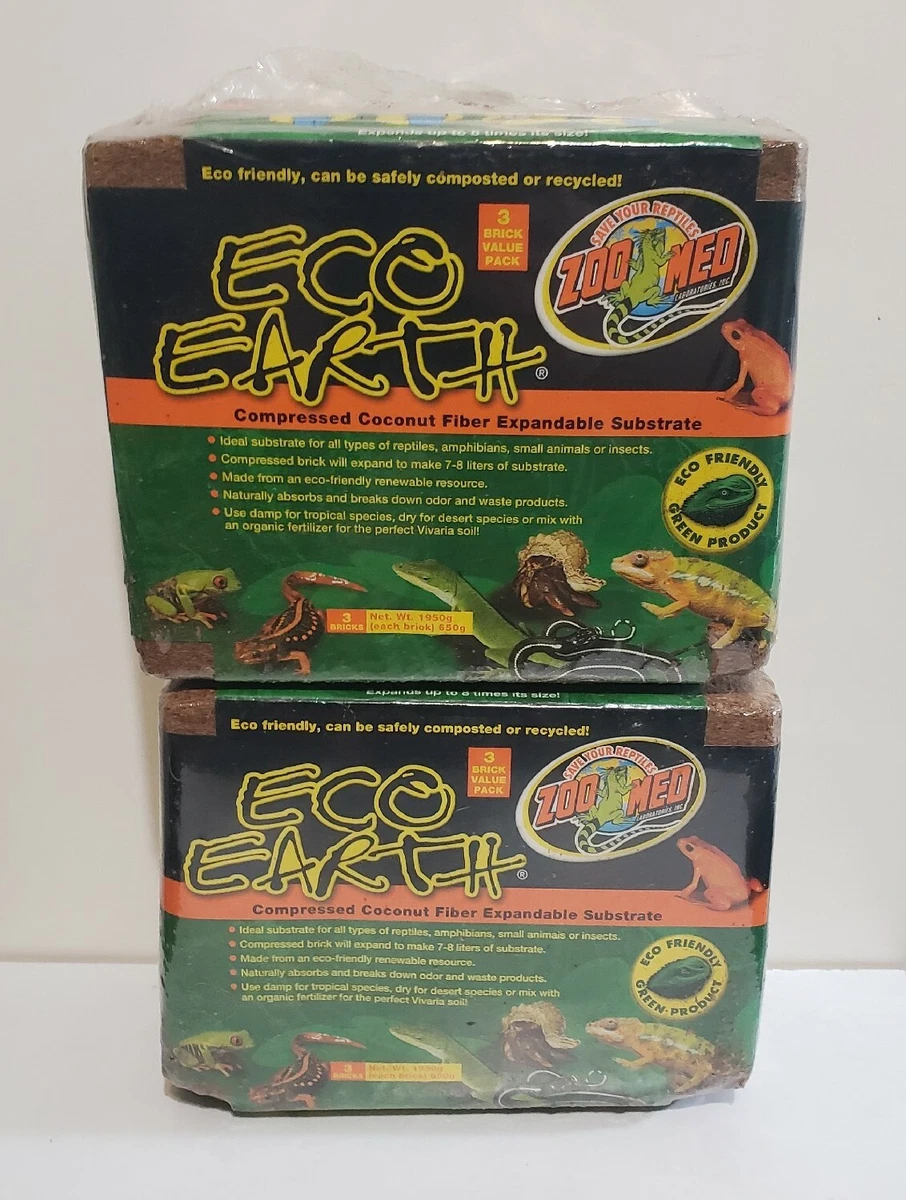 Expands up to 8 times its size!
Eco friendly, can be safely composted or recycled!
3
BRICK
VALUE
PACK
SAVE YOUR REPTILES
ZOO MED
LABORATORIES, INC.
ECO
EARTH®
Compressed Coconut Fiber Expandable Substrate
• Ideal substrate for all types of reptiles, amphibians, small animals or insects.
• Compressed brick will expand to make 7-8 liters of substrate.
• Made from an eco-friendly renewable resource.
• Naturally absorbs and breaks down odor and waste products.
• Use damp for tropical species, dry for desert species or mix with
an organic fertilizer for the perfect Vivaria soil!
ECO FRIENDLY
GREEN PRODUCT
3
BRICKS
Net. Wt. 1950g
(each brick) 650g
Expands up to 8 times its size!
Eco friendly, can be safely composted or recycled!
3
BRICK
VALUE
PACK
SAVE YOUR REPTILES
ZOO MED
LABORATORIES, INC.
ECO
EARTH®
Compressed Coconut Fiber Expandable Substrate
• Ideal substrate for all types of reptiles, amphibians, small animals or insects.
• Compressed brick will expand to make 7-8 liters of substrate.
• Made from an eco-friendly renewable resource.
• Naturally absorbs and breaks down odor and waste products.
• Use damp for tropical species, dry for desert species or mix with
an organic fertilizer for the perfect Vivaria soil!
ECO FRIENDLY
GREEN PRODUCT
3
BRICKS
Net. Wt. 1950g
(each brick) 650g